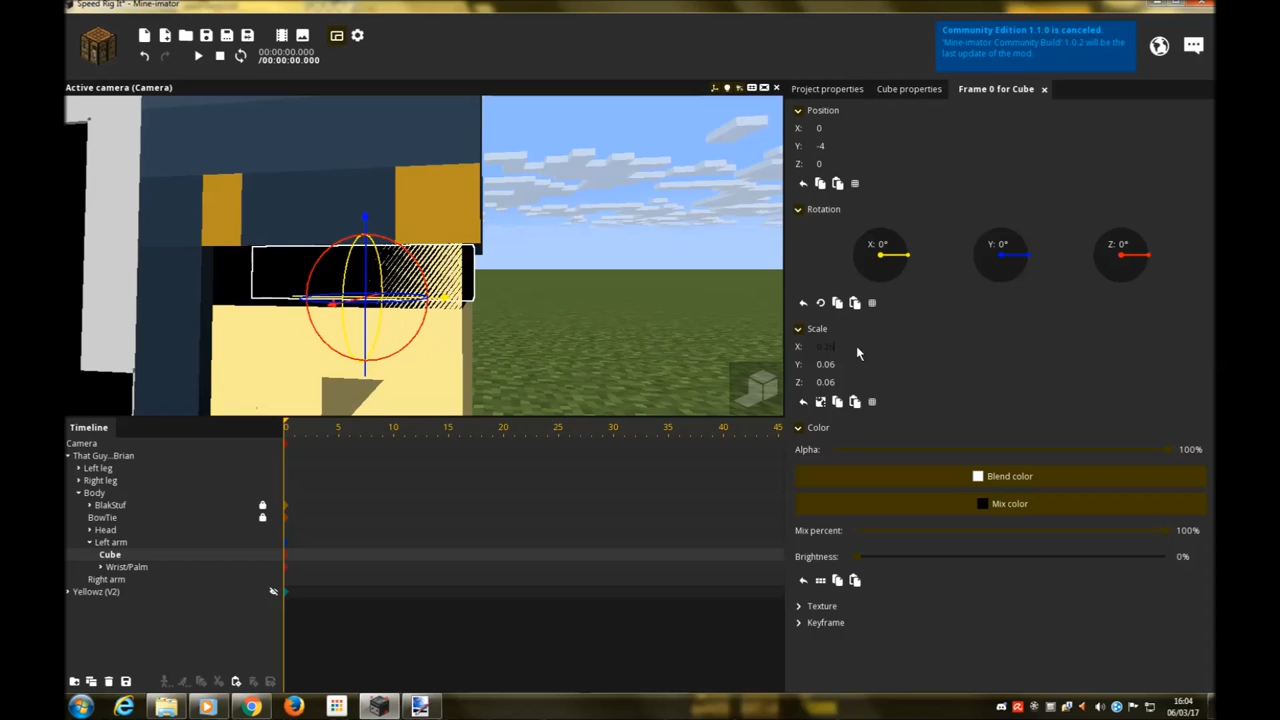 Speed Rig It* - Mine-imator
00:00:00.000
/00:00:00.000
Community Edition 1.1.0 is canceled.
'Mine-imator Community Build' 1.0.2 will be the
last update of the mod.
Active camera (Camera)
Project properties
Cube properties
Frame 0 for Cube
Position
X: 0
Y: -4
Z: 0
Rotation
X: 0°
Y: 0°
Z: 0°
Scale
X:
Y: 0.06
Z: 0.06
Color
Alpha: 100%
Blend color
Mix color
Mix percent: 100%
Brightness: 0%
Texture
Keyframe
Timeline
0 5 10 15 20 25 30 35 40 45
Camera
That Guy...Brian
Left leg
Right leg
Body
BlakStuf
BowTie
Head
Left arm
Cube
Wrist/Palm
Right arm
Yellowz (V2)
16:04
06/03/17